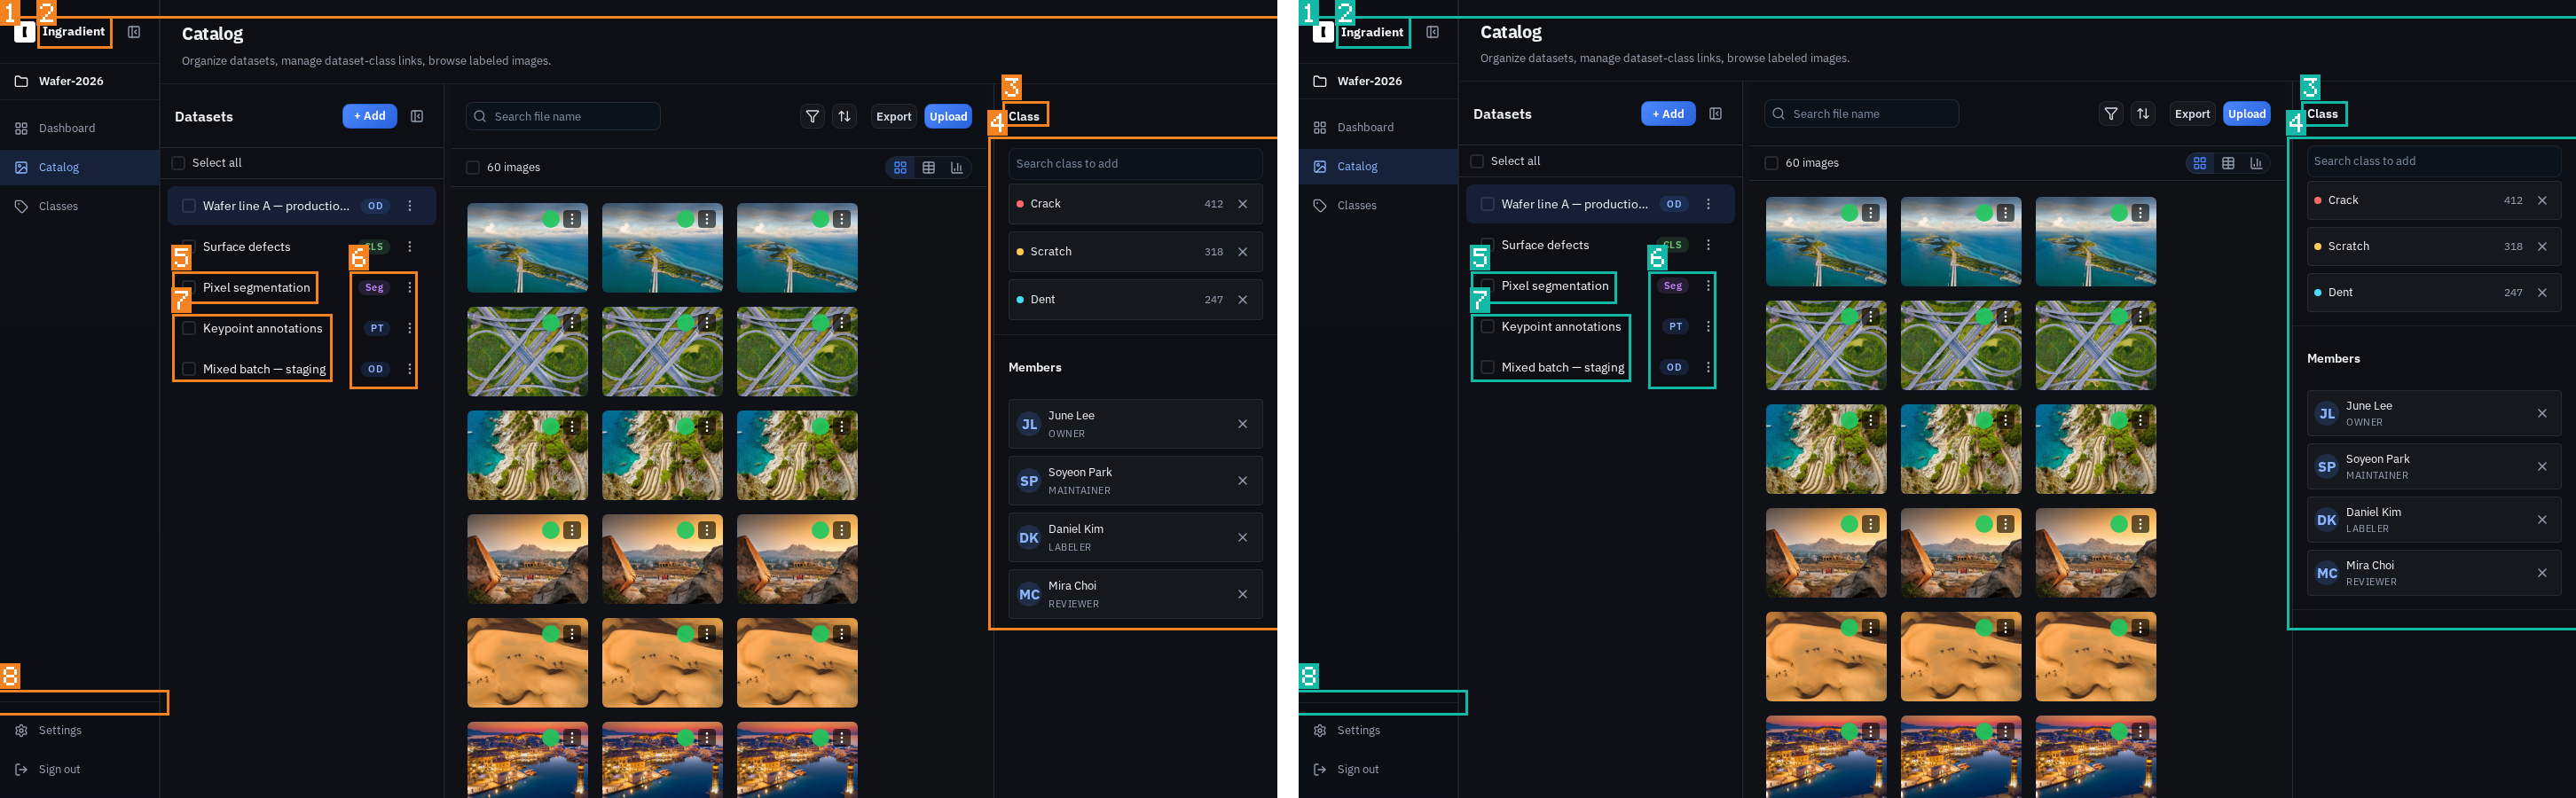 1
2
Ingradient
Wafer-2026
Dashboard
Catalog
Classes
8
Settings
Sign out
Catalog
Organize datasets, manage dataset-class links, browse labeled images.
Datasets
+ Add
Select all
Wafer line A — productio...
OD
Surface defects
CLS
5
6
Pixel segmentation
Seg
7
Keypoint annotations
PT
Mixed batch — staging
OD
Search file name
Export
Upload
60 images
3
4
Class
Search class to add
Crack
412
Scratch
318
Dent
247
Members
JL
June Lee
OWNER
SP
Soyeon Park
MAINTAINER
DK
Daniel Kim
LABELER
MC
Mira Choi
REVIEWER
1
2
Ingradient
Wafer-2026
Dashboard
Catalog
Classes
8
Settings
Sign out
Catalog
Organize datasets, manage dataset-class links, browse labeled images.
Datasets
+ Add
Select all
Wafer line A — productio...
OD
Surface defects
CLS
5
6
Pixel segmentation
Seg
7
Keypoint annotations
PT
Mixed batch — staging
OD
Search file name
Export
Upload
60 images
3
4
Class
Search class to add
Crack
412
Scratch
318
Dent
247
Members
JL
June Lee
OWNER
SP
Soyeon Park
MAINTAINER
DK
Daniel Kim
LABELER
MC
Mira Choi
REVIEWER